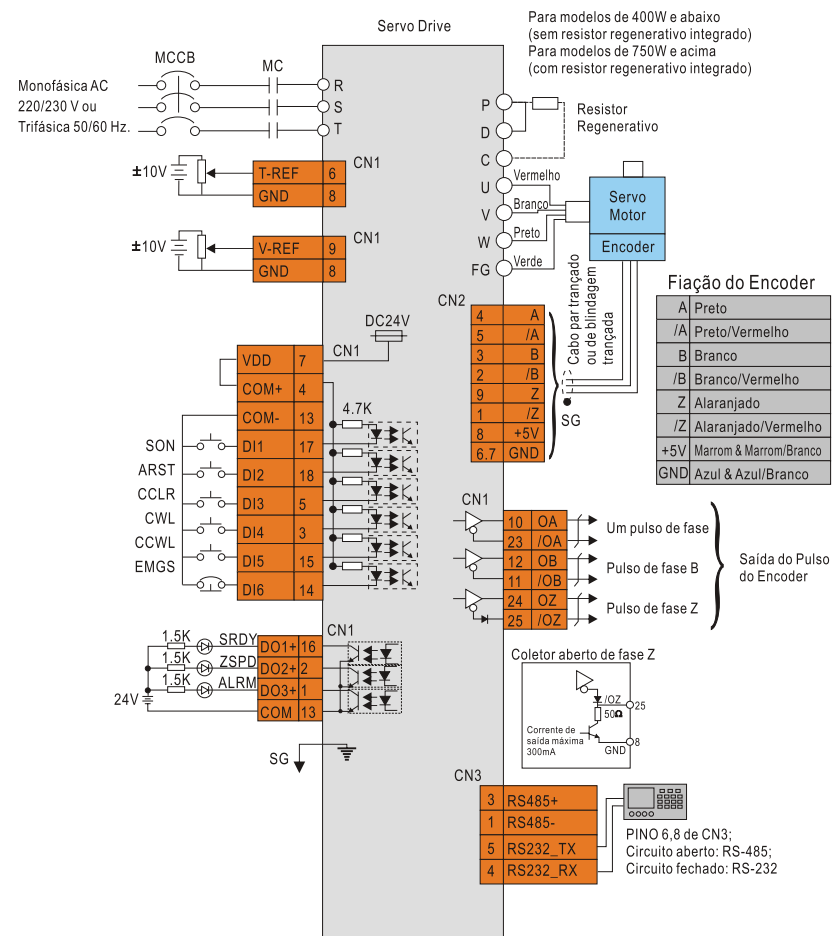 Servo Drive
Para modelos de 400W e abaixo
(sem resistor regenerativo integrado)
Para modelos de 750W e acima
(com resistor regenerativo integrado)
MCCB
MC
Monofásica AC
220/230 V ou
Trifásica 50/60 Hz.
R
S
T
P
D
C
U
V
W
FG
Resistor
Regenerativo
Vermelho
Branco
Preto
Verde
Servo
Motor
Encoder
±10V
T-REF 6
GND 8
CN1
±10V
V-REF 9
GND 8
CN1
CN2
4 A
5 /A
3 B
2 /B
9 Z
1 /Z
8 +5V
6.7 GND
Cabo par trançado
ou de blindagem
trançada
SG
Fiação do Encoder
A Preto
/A Preto/Vermelho
B Branco
/B Branco/Vermelho
Z Alaranjado
/Z Alaranjado/Vermelho
+5V Marrom & Marrom/Branco
GND Azul & Azul/Branco
DC24V
CN1
VDD 7
COM+ 4
COM- 13
DI1 17
DI2 18
DI3 5
DI4 3
DI5 15
DI6 14
4.7K
SON
ARST
CCLR
CWL
CCWL
EMGS
CN1
10 OA
23 /OA
12 OB
11 /OB
24 OZ
25 /OZ
Um pulso de fase
Pulso de fase B
Pulso de fase Z
Saída do Pulso
do Encoder
CN1
1.5K SRDY DO1+ 16
1.5K ZSPD DO2+ 2
1.5K ALRM DO3+ 1
24V COM 13
SG
Coletor aberto de fase Z
/OZ
25
50Ω
Corrente de
saída máxima
300mA
8
GND
CN3
3 RS485+
1 RS485-
5 RS232_TX
4 RS232_RX
PINO 6,8 de CN3;
Circuito aberto: RS-485;
Circuito fechado: RS-232